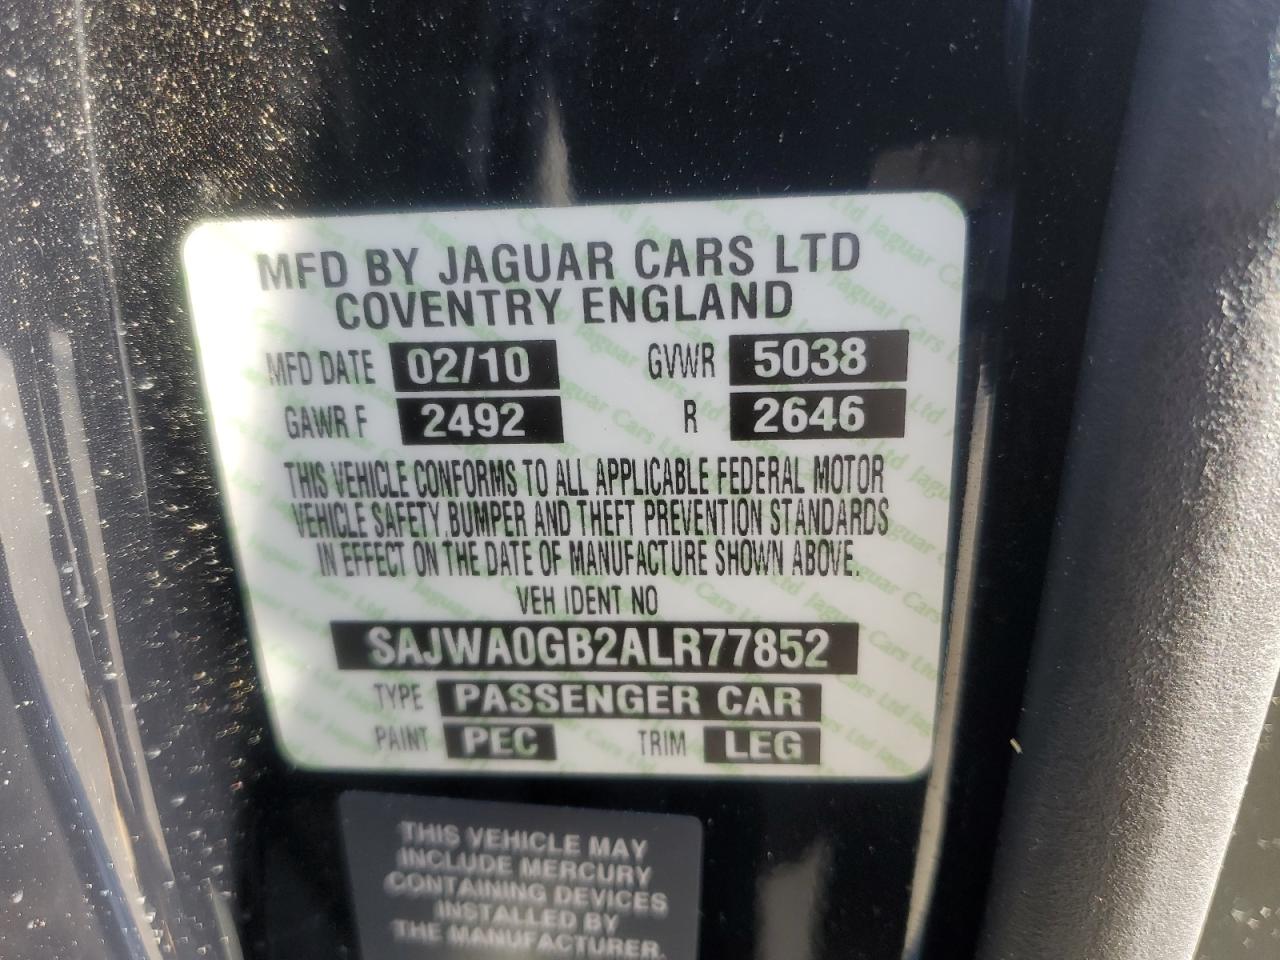 MFD BY JAGUAR CARS LTD
COVENTRY ENGLAND
MFD DATE 02/10 GVWR 5038
GAWR F 2492 R 2646
THIS VEHICLE CONFORMS TO ALL APPLICABLE FEDERAL MOTOR
VEHICLE SAFETY.BUMPER AND THEFT PREVENTION STANDARDS
IN EFFECT ON THE DATE OF MANUFACTURE SHOWN ABOVE.
VEH IDENT NO
SAJWA0GB2ALR77852
TYPE PASSENGER CAR
PAINT PEC TRIM LEG
THIS VEHICLE MAY
INCLUDE MERCURY
CONTAINING DEVICES
INSTALLED BY
THE MANUFACTURER.